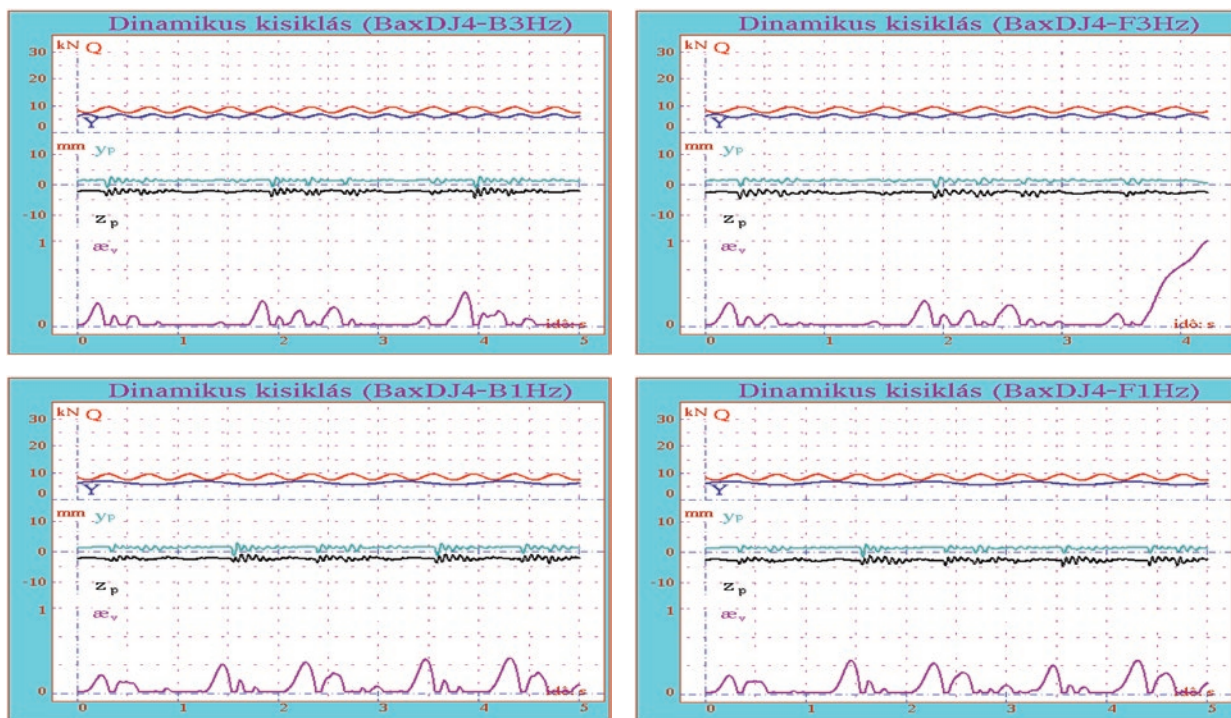 Dinamikus kisiklás (BaxDJ4-B3Hz)
kN Q
30
20
10
0
Y
mm
10
0
-10
yp
zp
1
æv
0
idô: s
0 1 2 3 4 5
Dinamikus kisiklás (BaxDJ4-F3Hz)
kN Q
30
20
10
0
Y
mm
10
0
-10
yp
zp
1
æv
0
idô: s
0 1 2 3 4
Dinamikus kisiklás (BaxDJ4-B1Hz)
kN Q
30
20
10
0
Y
mm
10
0
-10
yp
zp
1
æv
0
idô: s
0 1 2 3 4 5
Dinamikus kisiklás (BaxDJ4-F1Hz)
kN Q
30
20
10
0
Y
mm
10
0
-10
yp
zp
1
æv
0
idô: s
0 1 2 3 4 5